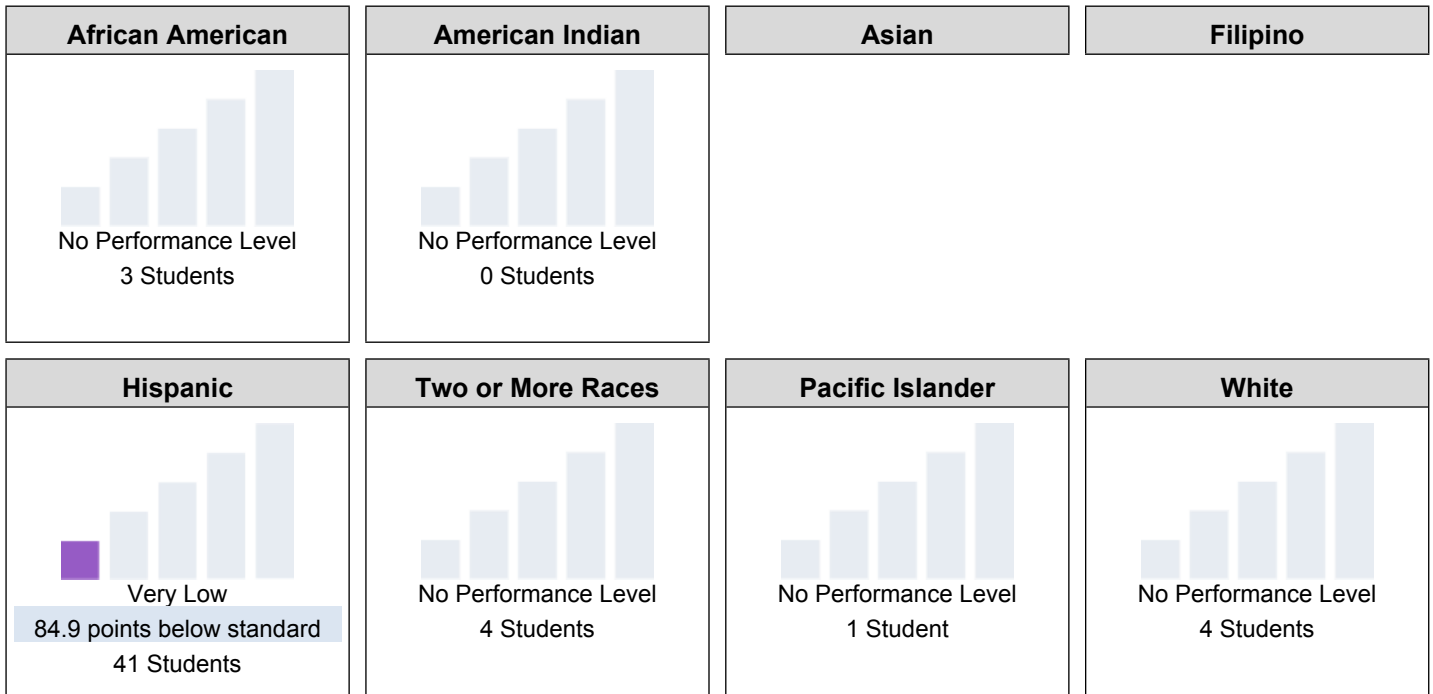 African American
American Indian
Asian
Filipino
No Performance Level
3 Students
No Performance Level
0 Students
Hispanic
Two or More Races
Pacific Islander
White
Very Low
84.9 points below standard
41 Students
No Performance Level
4 Students
No Performance Level
1 Student
No Performance Level
4 Students